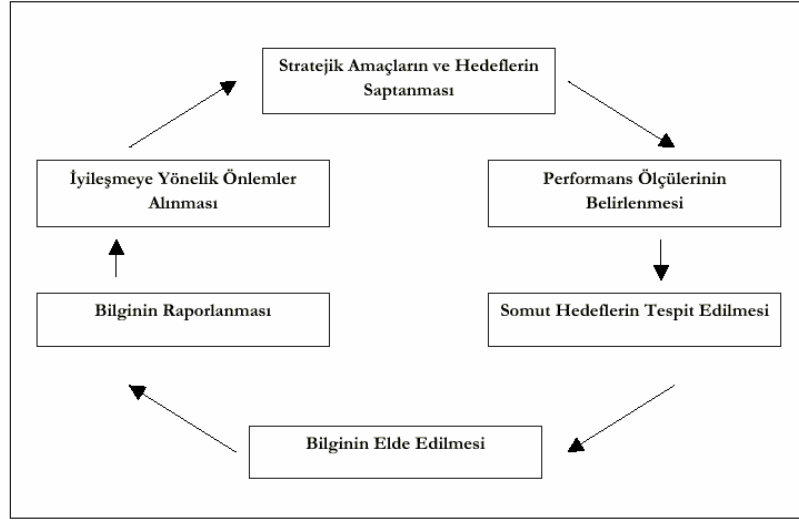 Stratejik Amaçların ve Hedeflerin
Saptanması
İyileşmeye Yönelik Önlemler
Alınması
Performans Ölçülerinin
Belirlenmesi
Bilginin Raporlanması
Somut Hedeflerin Tespit Edilmesi
Bilginin Elde Edilmesi